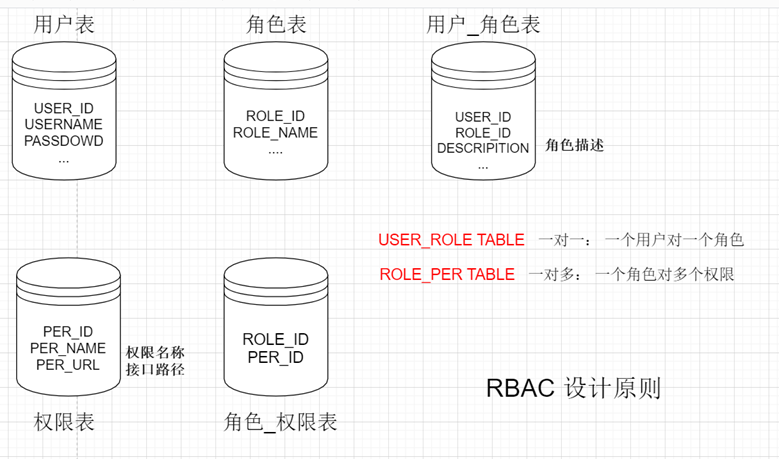 用户表
角色表
用户_角色表
USER_ID
USERNAME
PASSDOWD
...
ROLE_ID
ROLE_NAME
....
USER_ID
ROLE_ID
DESCRIPITION
...
角色描述
USER_ROLE TABLE 一对一： 一个用户对一个角色
ROLE_PER TABLE 一对多： 一个角色对多个权限
PER_ID
PER_NAME
PER_URL
权限名称
接口路径
ROLE_ID
PER_ID
RBAC 设计原则
权限表
角色_权限表